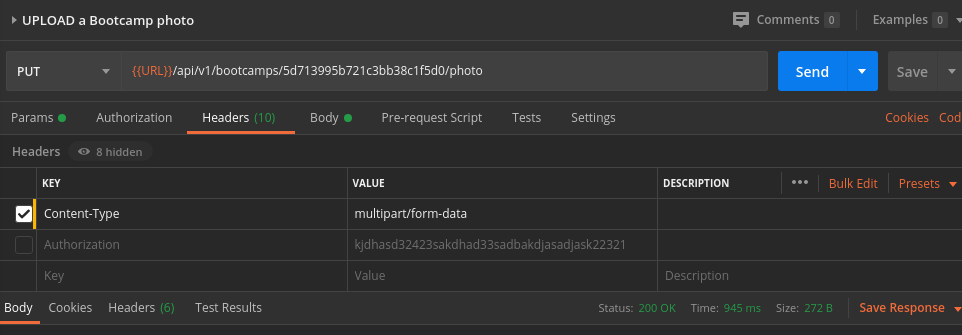 UPLOAD a Bootcamp photo Comments 0 Examples 0
PUT {{URL}}/api/v1/bootcamps/5d713995b721c3bb38c1f5d0/photo Send Save
Params Authorization Headers (10) Body Pre-request Script Tests Settings Cookies Cod
Headers 8 hidden
KEY VALUE DESCRIPTION ••• Bulk Edit Presets
Content-Type multipart/form-data
Authorization kjdhasd32423sakdhad33sadbakdjasadjask22321
Key Value Description
Body Cookies Headers (6) Test Results Status: 200 OK Time: 945 ms Size: 272 B Save Response